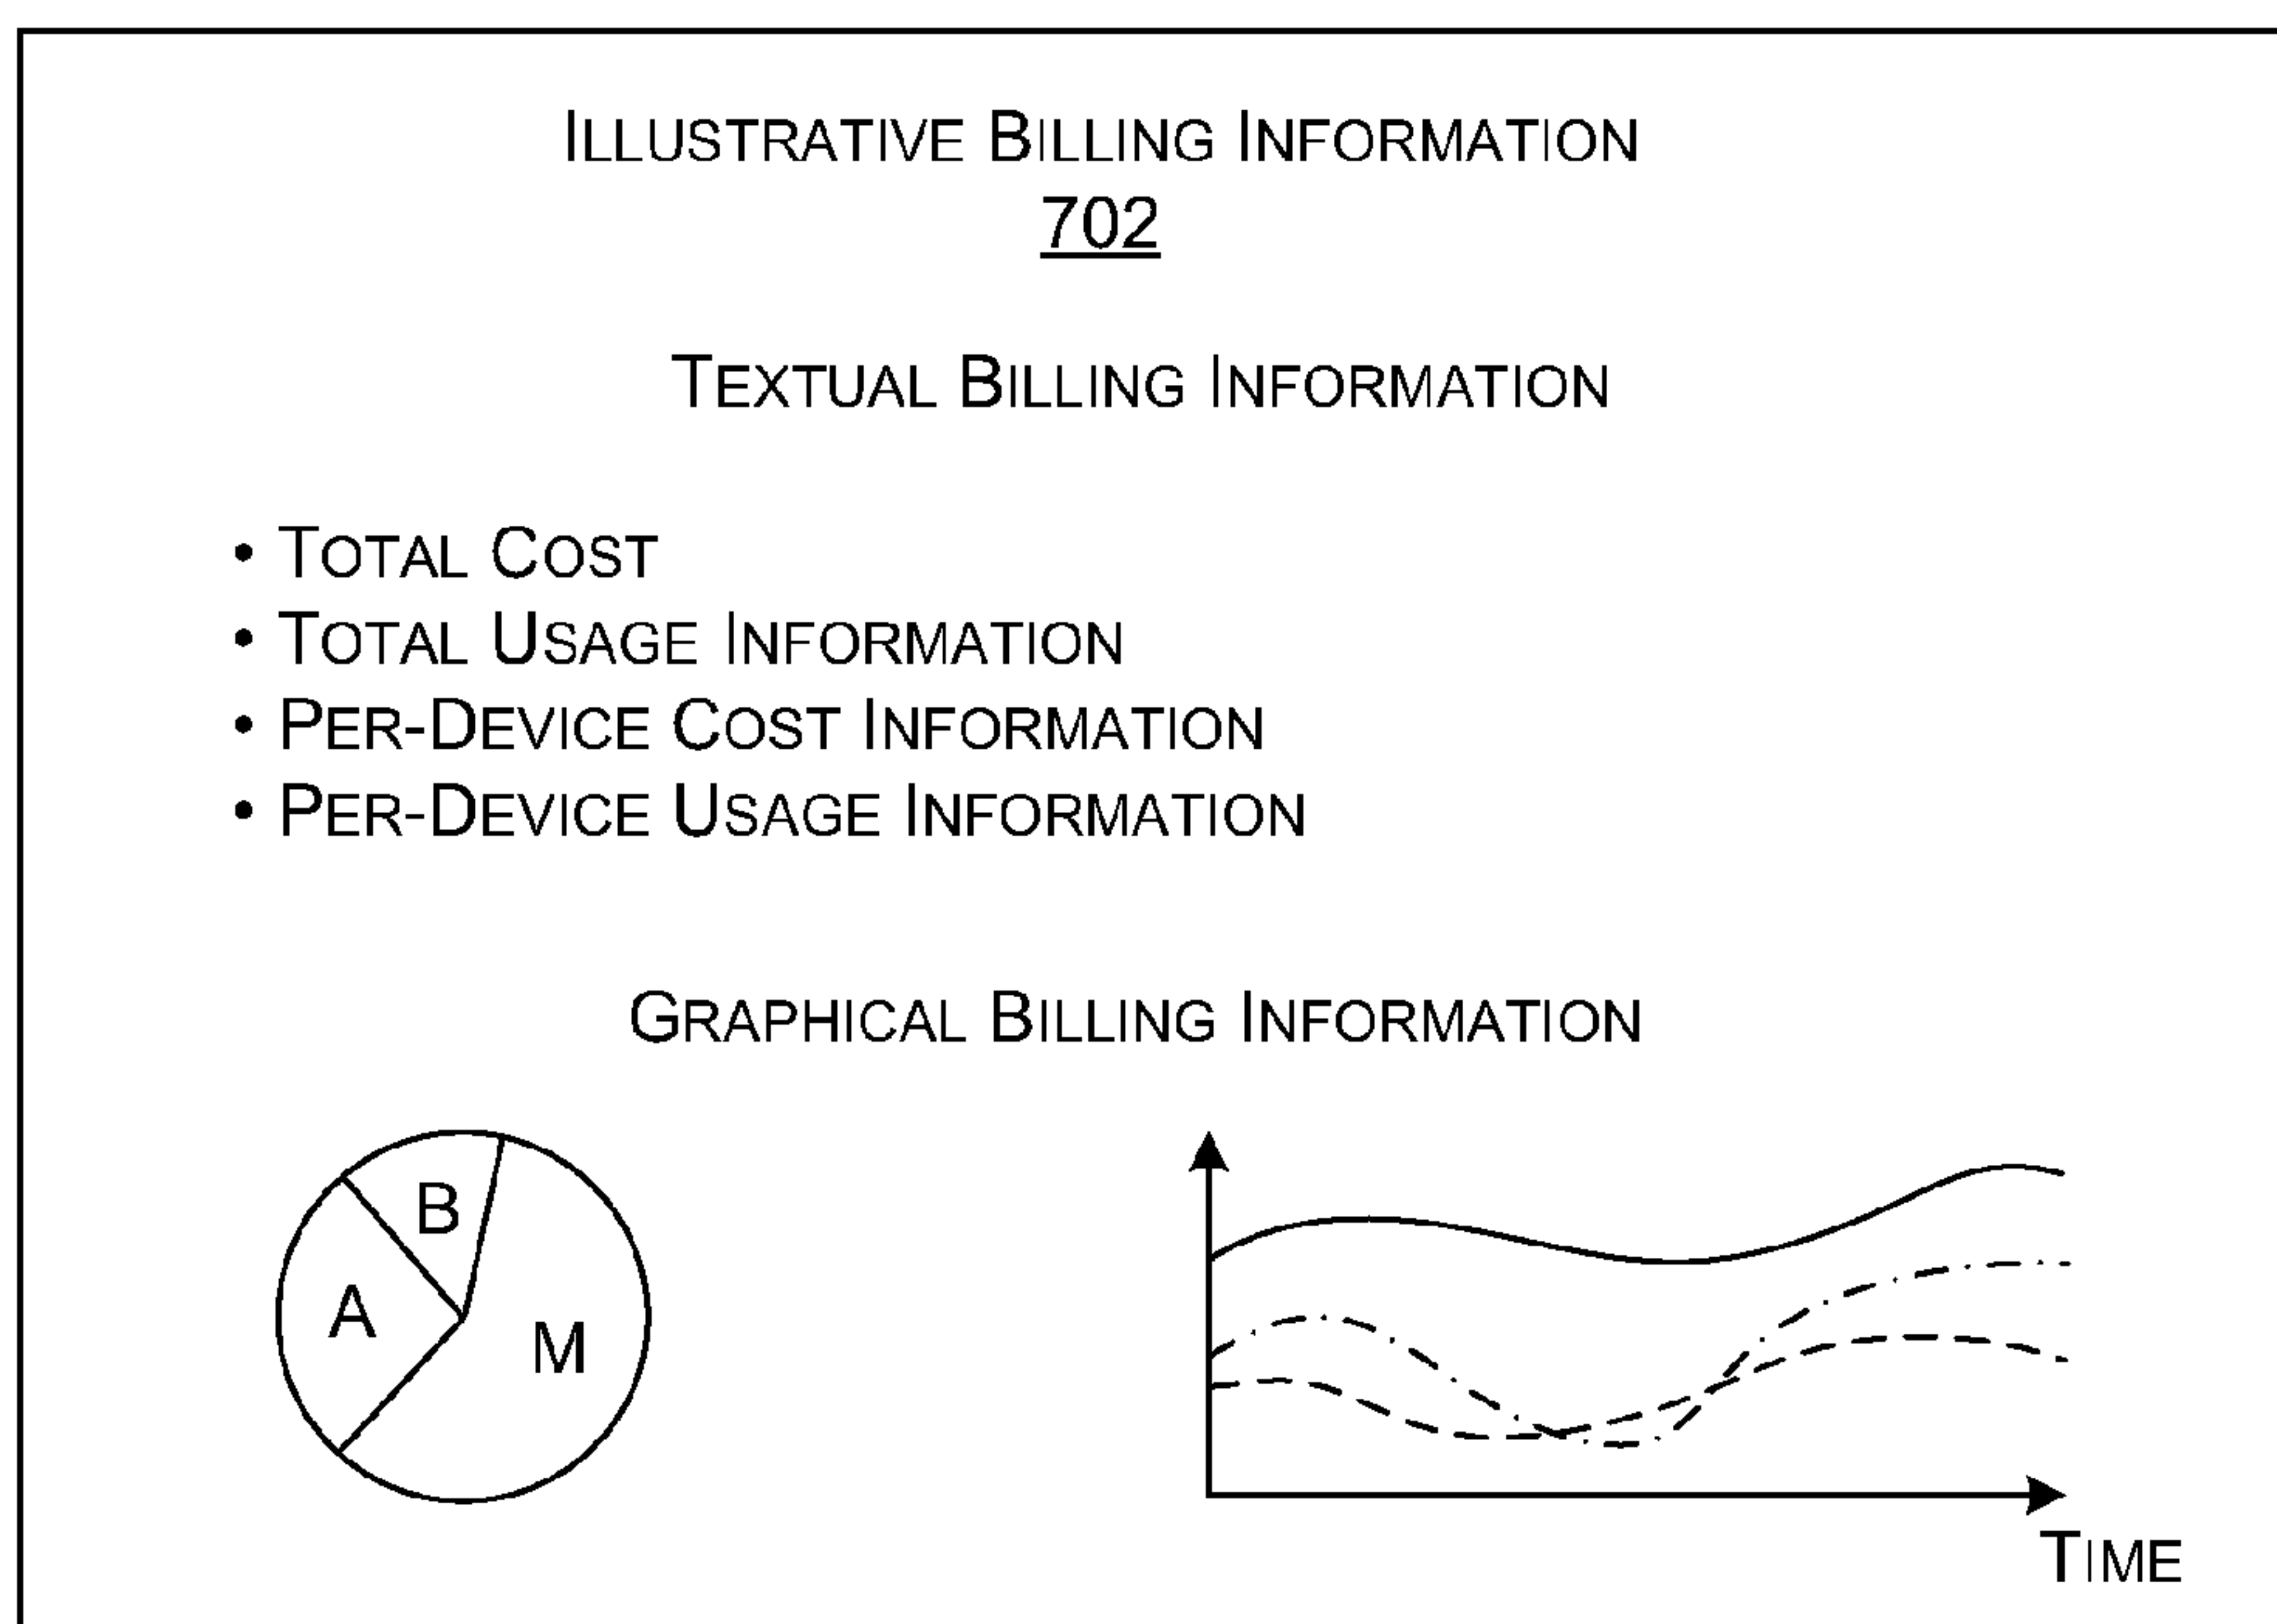 ILLUSTRATIVE BILLING INFORMATION
702
TEXTUAL BILLING INFORMATION
• TOTAL COST
• TOTAL USAGE INFORMATION
• PER-DEVICE COST INFORMATION
• PER-DEVICE USAGE INFORMATION
GRAPHICAL BILLING INFORMATION
B
A
M
TIME